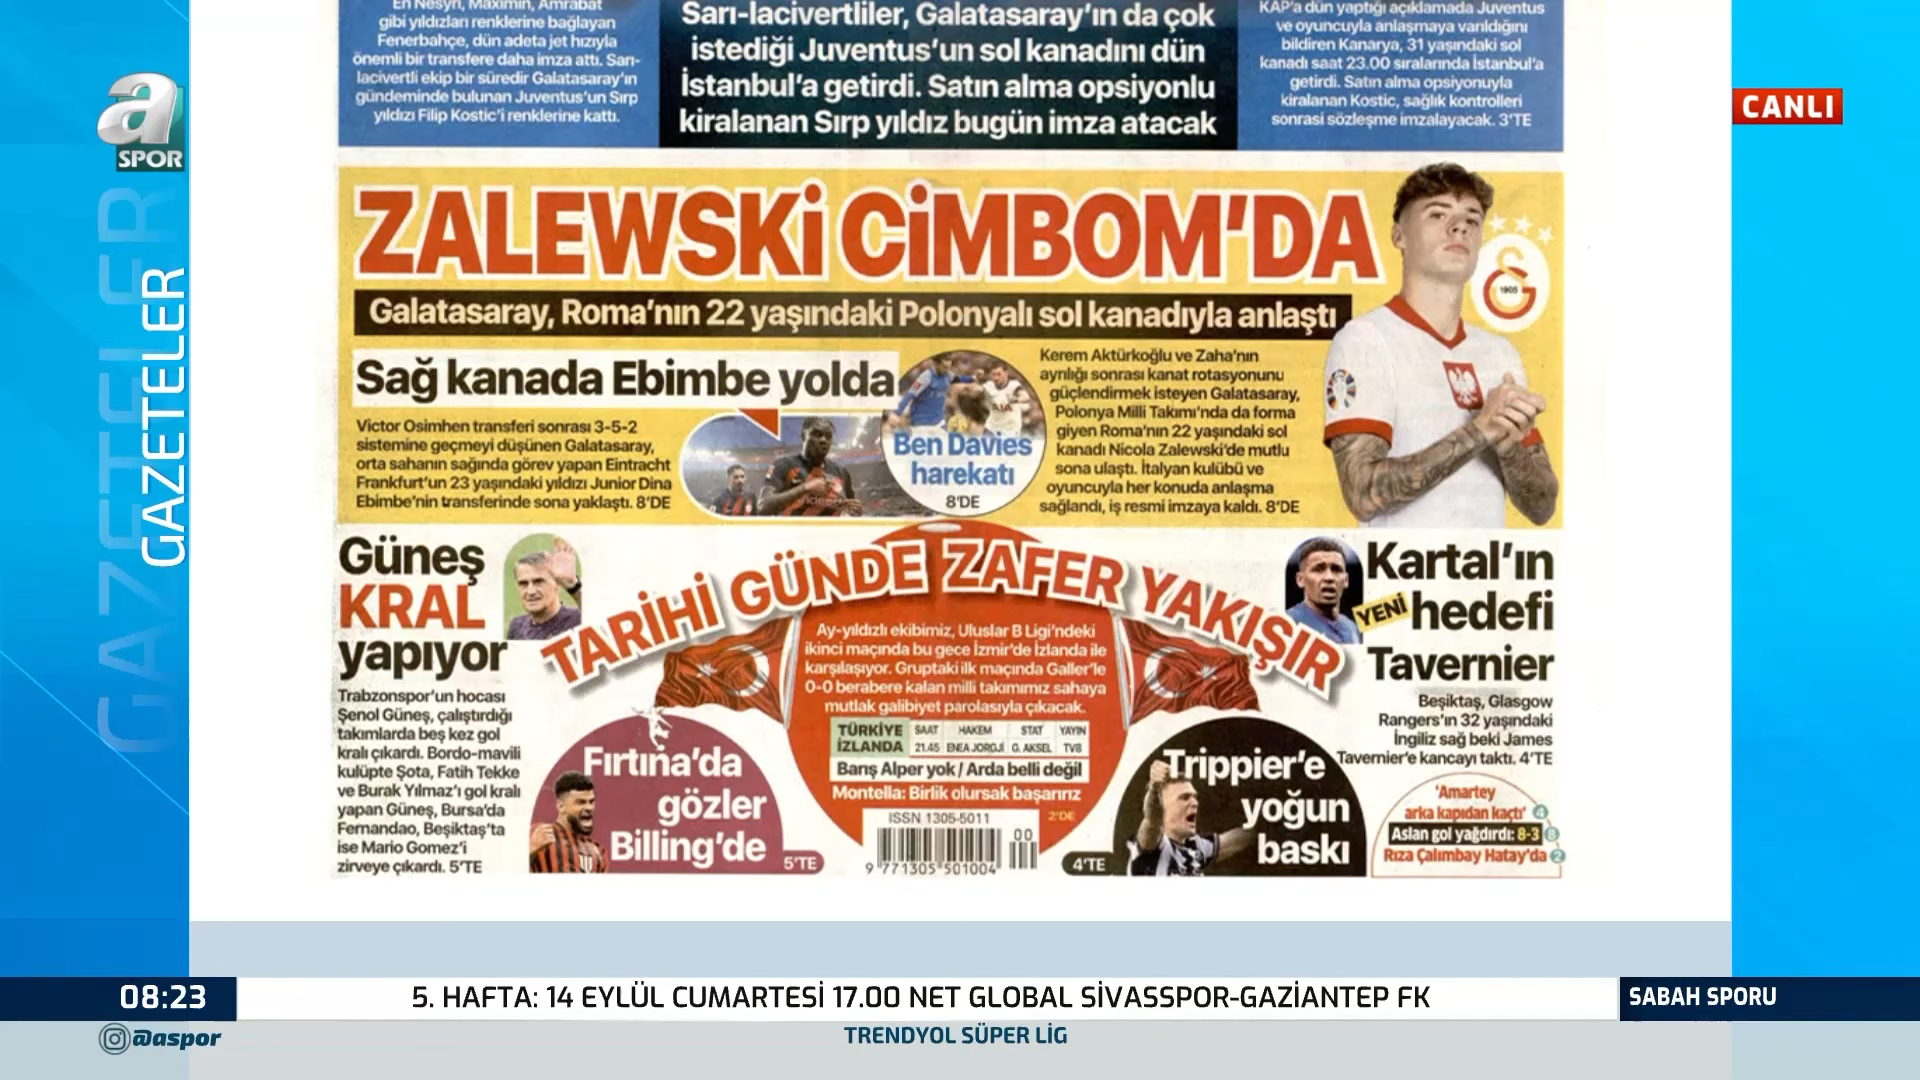 En Nesyri, Maximin, Amrabat
gibi yıldızları renklerine bağlayan
Fenerbahçe, dün adeta jet hızıyla
önemli bir transfere daha imza attı. Sarı-
lacivertli ekip bir süredir Galatasaray'ın
gündeminde bulunan Juventus'un Sırp
yıldızı Filip Kostic'i renklerine kattı.
Sarı-lacivertliler, Galatasaray'ın da çok
istediği Juventus'un sol kanadını dün
İstanbul'a getirdi. Satın alma opsiyonlu
kiralanan Sırp yıldız bugün imza atacak
KAP'a dün yaptığı açıklamada Juventus
ve oyuncuyla anlaşmaya varıldığını
bildiren Kanarya, 31 yaşındaki sol
kanadı saat 23.00 sıralarında İstanbul'a
getirdi. Satın alma opsiyonuyla
kiralanan Kostic, sağlık kontrolleri
sonrası sözleşme imzalayacak. 3'TE
a
SPOR
CANLI
GAZETELER
GAZETELER
ZALEWSKİ CİMBOM'DA
Galatasaray, Roma'nın 22 yaşındaki Polonyalı sol kanadıyla anlaştı
1905
Sağ kanada Ebimbe yolda
Victor Osimhen transferi sonrası 3-5-2
sistemine geçmeyi düşünen Galatasaray,
orta sahanın sağında görev yapan Eintracht
Frankfurt'un 23 yaşındaki yıldızı Junior Dina
Ebimbe'nin transferinde sona yaklaştı. 8'DE
Ben Davies
harekatı
8'DE
Kerem Aktürkoğlu ve Zaha'nın
ayrılığı sonrası kanat rotasyonunu
güçlendirmek isteyen Galatasaray,
Polonya Milli Takımı'nda da forma
giyen Roma'nın 22 yaşındaki sol
kanadı Nicola Zalewski'de mutlu
sona ulaştı. İtalyan kulübü ve
oyuncuyla her konuda anlaşma
sağlandı, iş resmi imzaya kaldı. 8'DE
Güneş
KRAL
yapıyor
Trabzonspor'un hocası
Şenol Güneş, çalıştırdığı
takımlarda beş kez gol
kralı çıkardı. Bordo-mavili
kulüpte Şota, Fatih Tekke
ve Burak Yılmaz'ı gol kralı
yapan Güneş, Bursa'da
Fernandao, Beşiktaş'ta
ise Mario Gomez'i
zirveye çıkardı. 5'TE
TARİHİ GÜNDE ZAFER YAKIŞIR
Ay-yıldızlı ekibimiz, Uluslar B Ligi'ndeki
ikinci maçında bu gece İzmir'de İzlanda ile
karşılaşıyor. Gruptaki ilk maçında Galler'le
0-0 berabere kalan milli takımımız sahaya
mutlak galibiyet parolasıyla çıkacak.
TÜRKİYE
İZLANDA
SAAT HAKEM STAT YAYIN
21.45 ENEA JORGJİ G. AKSEL TV8
Barış Alper yok / Arda belli değil
Montella: Birlik olursak başarırız
2'DE
ISSN 1305-5011
00
9 771305 501004
Fırtına'da
gözler
Billing'de
5'TE
Trippier'e
yoğun
baskı
4'TE
Kartal'ın
YENİ hedefi
Tavernier
Beşiktaş, Glasgow
Rangers'ın 32 yaşındaki
İngiliz sağ beki James
Tavernier'e kancayı taktı. 4'TE
'Amartey
arka kapıdan kaçtı' 4
Aslan gol yağdırdı: 8-3 8
Rıza Çalımbay Hatay'da 2
08:23
5. HAFTA: 14 EYLÜL CUMARTESİ 17.00 NET GLOBAL SİVASSPOR-GAZİANTEP FK
SABAH SPORU
@aspor
TRENDYOL SÜPER LİG